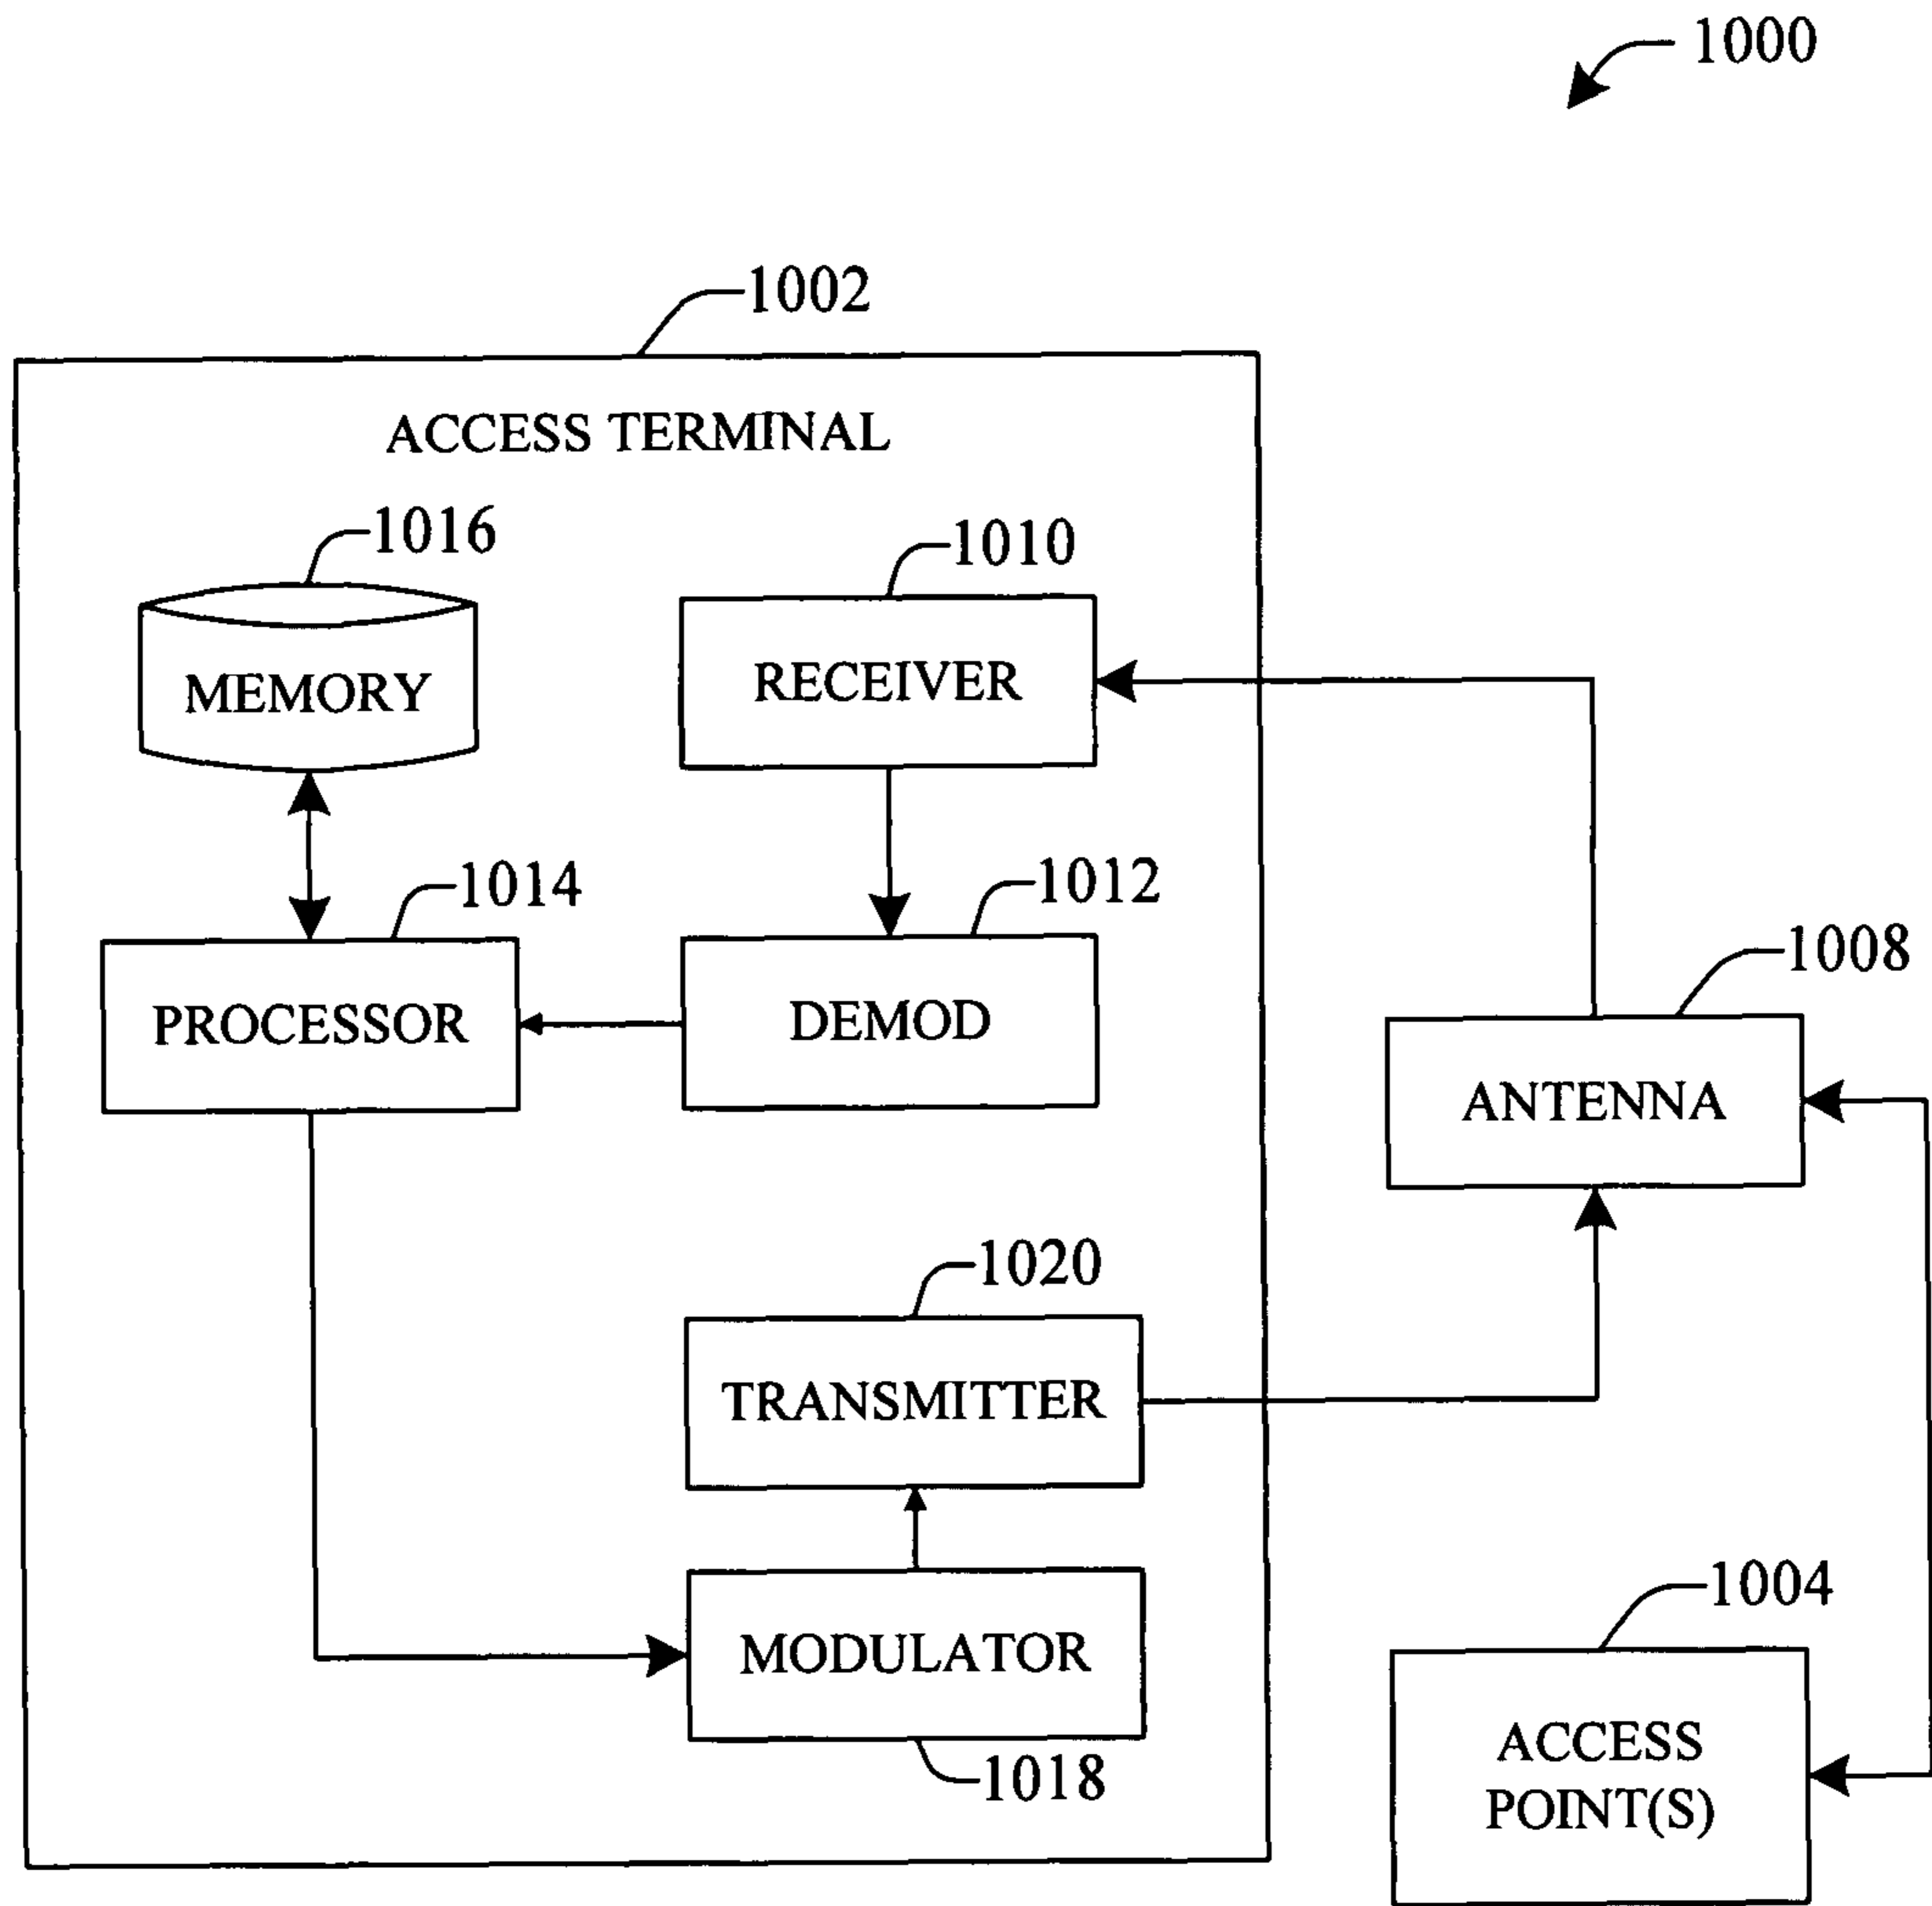 1000
1002
ACCESS TERMINAL
1016
1010
MEMORY
RECEIVER
1014
1012
1008
PROCESSOR
DEMOD
ANTENNA
1020
TRANSMITTER
1004
MODULATOR
1018
ACCESS
POINT(S)